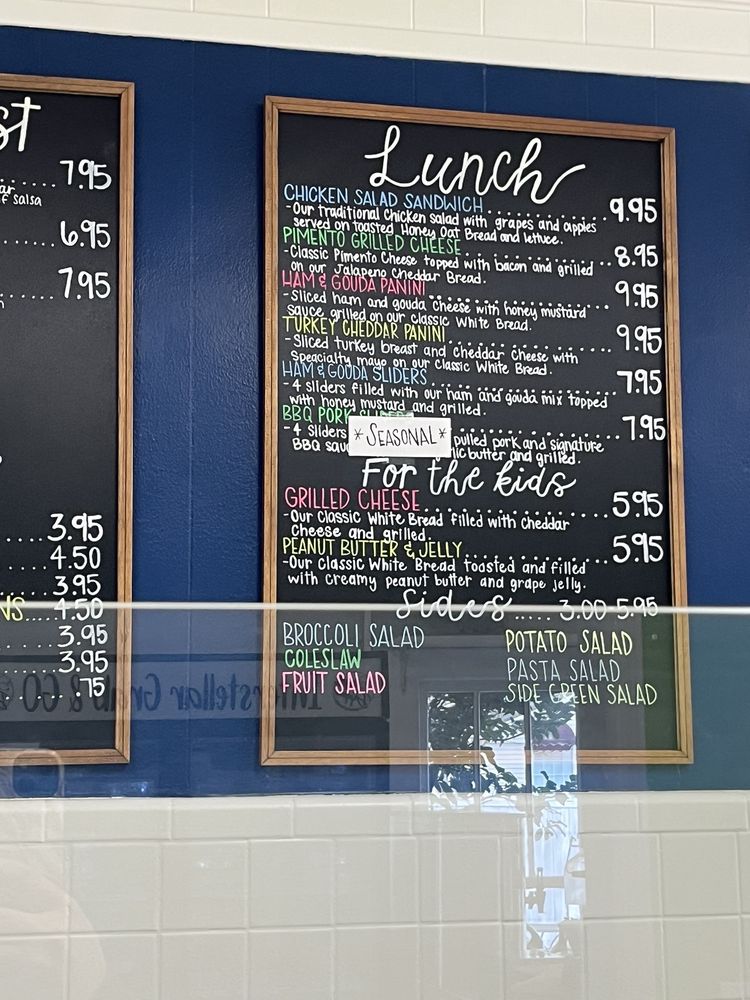 st
7.95
of salsa
6.95
7.95
3.95
4.50
3.95
NS....4.50
3.95
3.95
.75
Lunch
CHICKEN SALAD SANDWICH 9.95
-Our traditional chicken salad with grapes and apples
served on toasted Honey Oat Bread and lettuce.
PIMENTO GRILLED CHEESE 8.95
-Classic Pimento Cheese topped with bacon and grilled
on our Jalapeno Cheddar Bread.
HAM & GOUDA PANINI 9.95
-Sliced ham and gouda cheese with honey mustard
sauce grilled on our classic White Bread.
TURKEY CHEDDAR PANINI 9.95
-Sliced turkey breast and cheddar cheese with
specialty mayo on our classic White Bread.
HAM & GOUDA SLIDERS 7.95
-4 sliders filled with our ham and gouda mix topped
with honey mustard and grilled.
BBQ PORK SLIDERS 7.95
-4 Sliders pulled pork and signature
BBQ butter and grilled.
*SEASONAL*
For the kids
GRILLED CHEESE 5.95
-Our classic White Bread filled with cheddar
cheese and grilled.
PEANUT BUTTER & JELLY 5.95
-Our classic White Bread toasted and filled
with creamy peanut butter and grape jelly.
Sides..... 3.00 5.95
BROCCOLI SALAD POTATO SALAD
COLESLAW PASTA SALAD
FRUIT SALAD SIDE GREEN SALAD
Interstellar Grab & GO